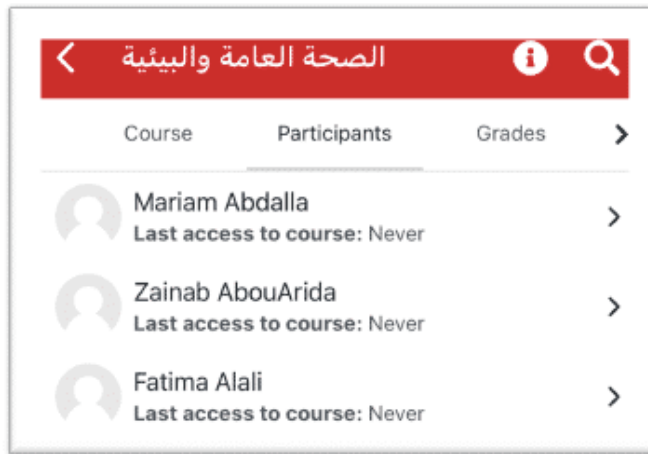 الصحة العامة والبيئية
Course Participants Grades
Mariam Abdalla
Last access to course: Never
Zainab AbouArida
Last access to course: Never
Fatima Alali
Last access to course: Never